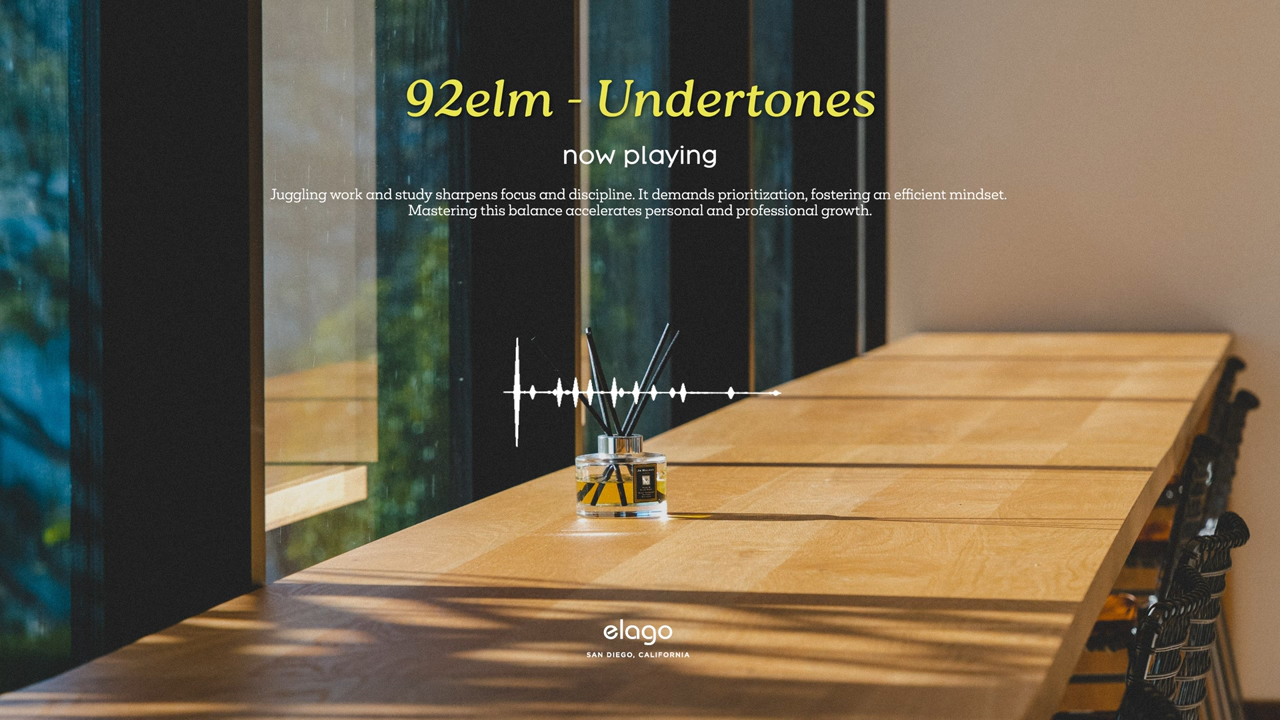 92elm - Undertones
now playing
Juggling work and study sharpens focus and discipline. It demands prioritization, fostering an efficient mindset.
Mastering this balance accelerates personal and professional growth.
elago
SAN DIEGO, CALIFORNIA